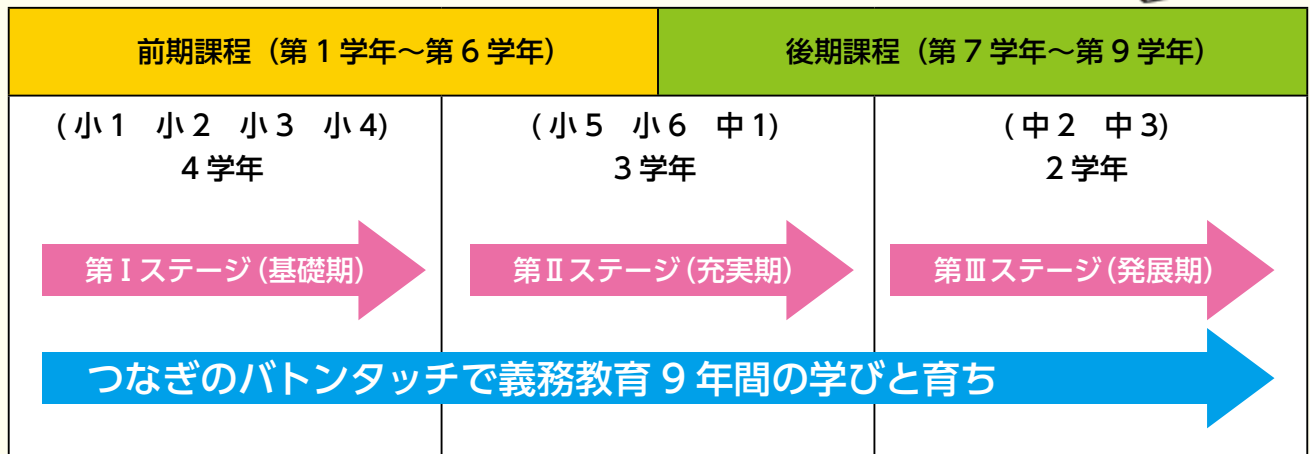 前期課程（第1学年～第6学年）
後期課程（第7学年～第9学年）
(小1　小2　小3　小4)
4学年
(小5　小6　中1)
3学年
(中2　中3)
2学年
第Ⅰステージ(基礎期)
第Ⅱステージ(充実期)
第Ⅲステージ(発展期)
つなぎのバトンタッチで義務教育9年間の学びと育ち